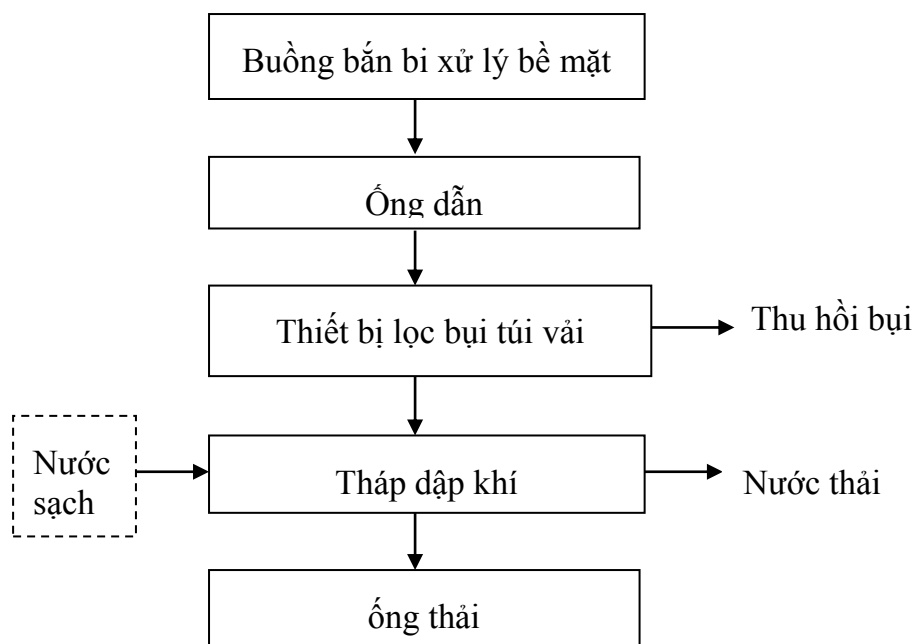 Buồng bắn bi xử lý bề mặt
Ống dẫn
Thiết bị lọc bụi túi vải
Thu hồi bụi
Nước
sạch
Tháp dập khí
Nước thải
ống thải